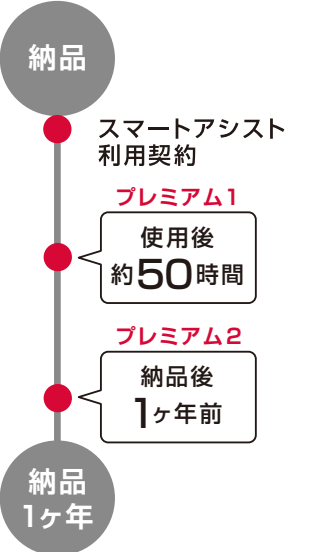 納品
スマートアシスト
利用契約
プレミアム1
使用後
約50時間
プレミアム2
納品後
1ヶ年前
納品
1ヶ年